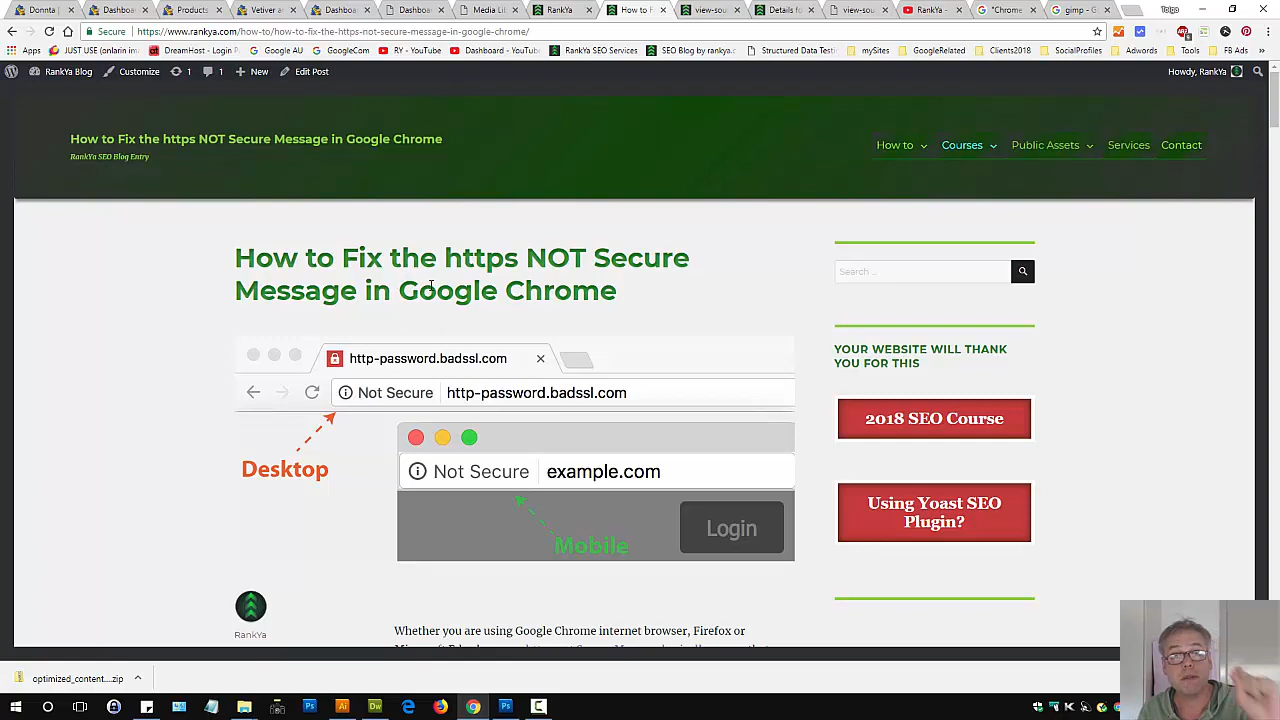 Donnta |
Dashbo
Products
Vetiver a
Dashbo
Dashbo
Media Lib
RankYa
How to F
view-sou
Details fo
view-sou
RankYa -
"Chrome
gimp - G
Tolga
Secure https://www.rankya.com/how-to/how-to-fix-the-https-not-secure-message-in-google-chrome/
Apps JUST USE (onlarin ima DreamHost - Login P Google AU GoogleCom RY - YouTube Dashboard - YouTub RankYa SEO Services SEO Blog by rankya Structured Data Testi mySites GoogleRelated Clients2018 SocialProfiles Adwords Tools FB Ads
RankYa Blog Customize 1 1 New Edit Post Howdy, RankYa
How to Fix the https NOT Secure Message in Google Chrome
RankYa SEO Blog Entry
How to Courses Public Assets Services Contact
How to Fix the https NOT Secure
Message in Google Chrome
Search ...
YOUR WEBSITE WILL THANK
YOU FOR THIS
http-password.badssl.com
Not Secure http-password.badssl.com
Desktop
Not Secure example.com
Login
Mobile
2018 SEO Course
Using Yoast SEO
Plugin?
RankYa
Whether you are using Google Chrome internet browser, Firefox or
optimized_content....zip